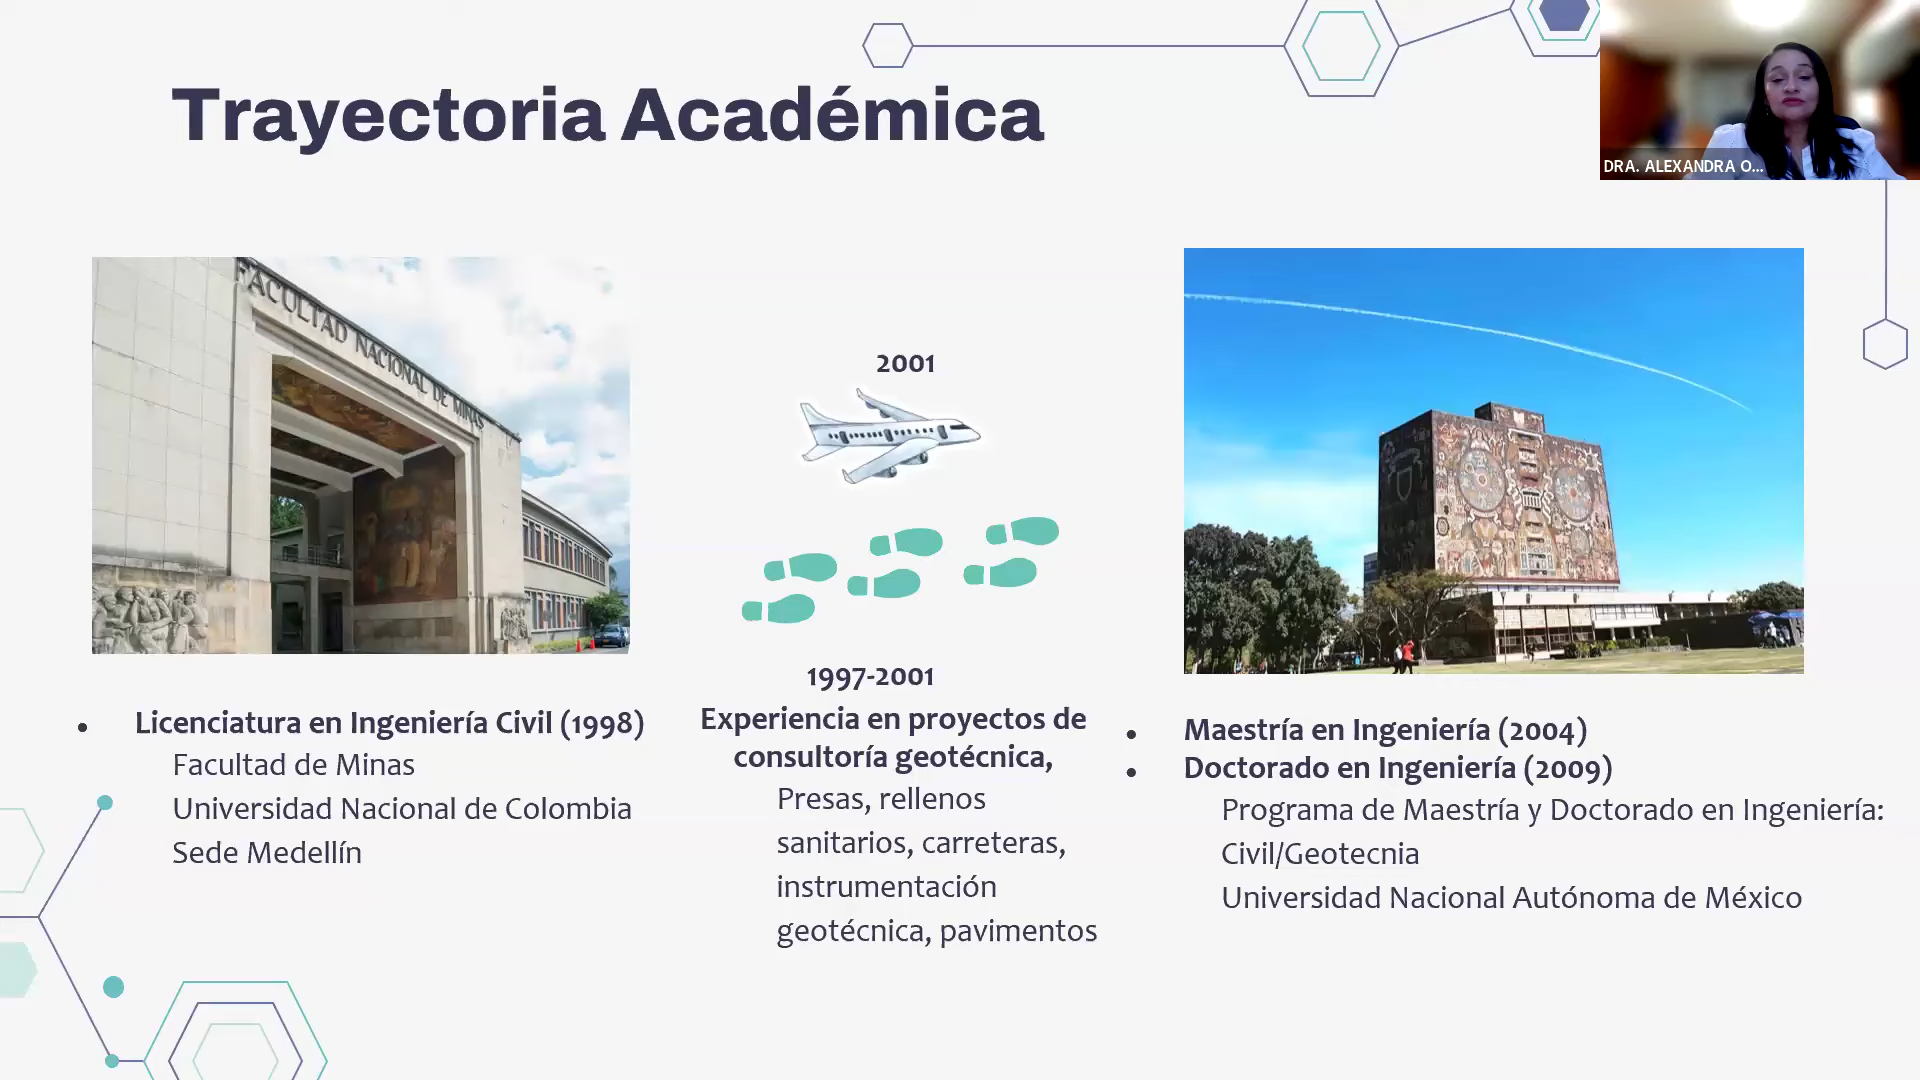 Trayectoria Académica
DRA. ALEXANDRA O...
FACULTAD NACIONAL DE MINAS
2001
1997-2001
Licenciatura en Ingeniería Civil (1998)
Facultad de Minas
Universidad Nacional de Colombia
Sede Medellín
Experiencia en proyectos de
consultoría geotécnica,
Presas, rellenos
sanitarios, carreteras,
instrumentación
geotécnica, pavimentos
Maestría en Ingeniería (2004)
Doctorado en Ingeniería (2009)
Programa de Maestría y Doctorado en Ingeniería:
Civil/Geotecnia
Universidad Nacional Autónoma de México